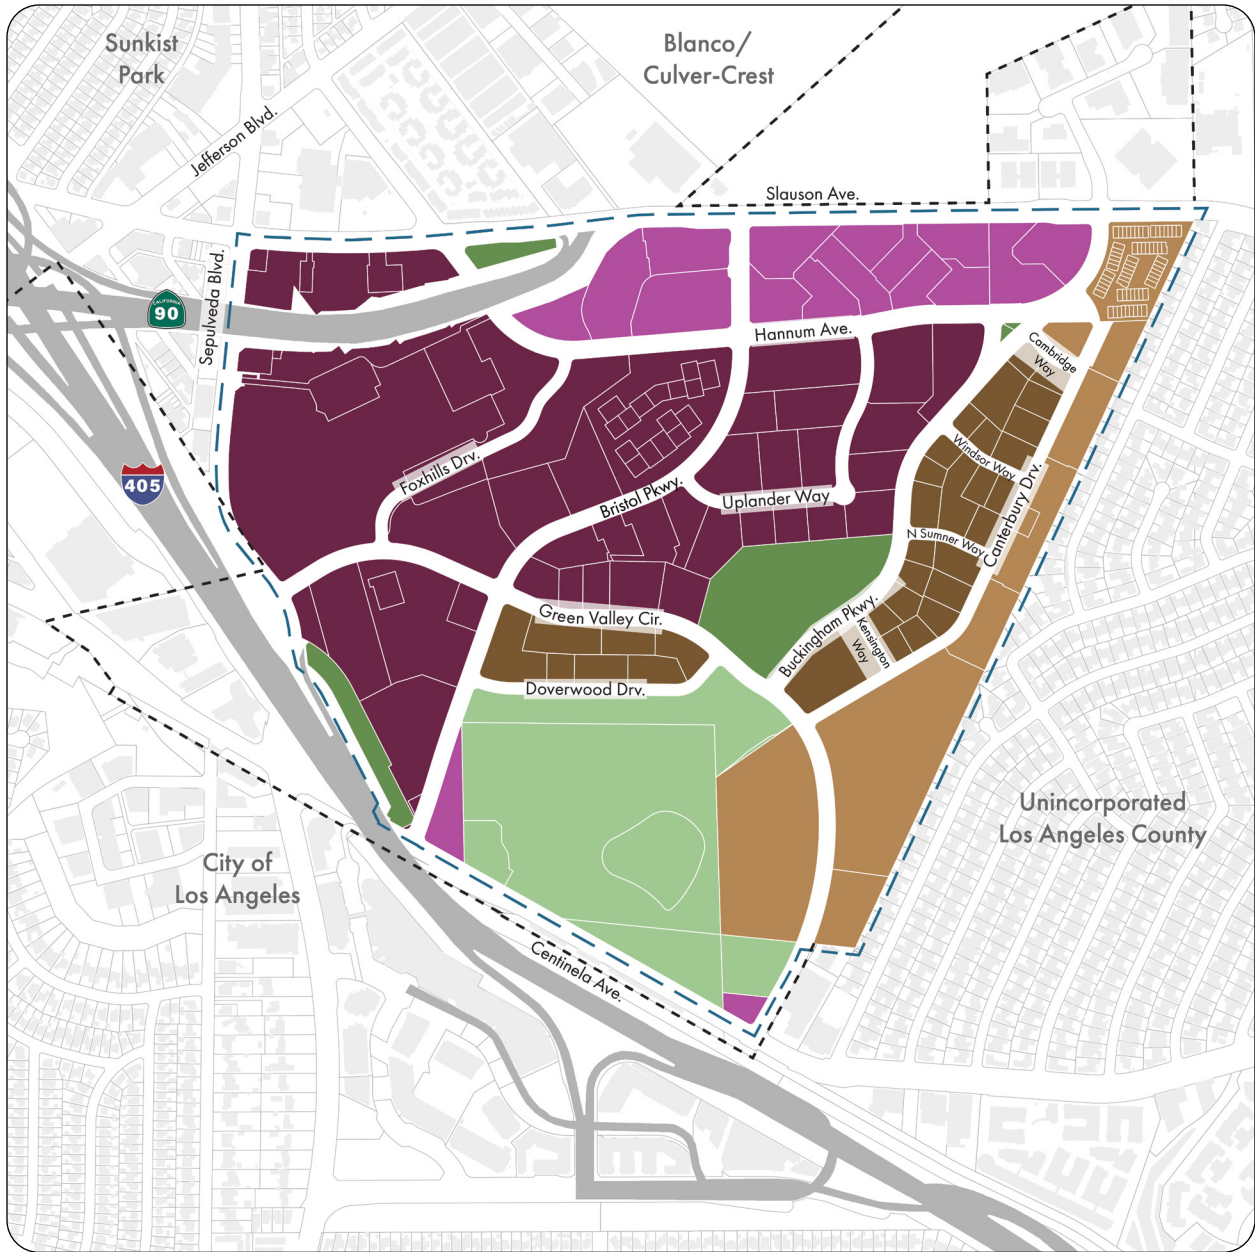 Sunkist
Park
Blanco/
Culver-Crest
Jefferson Blvd.
Slauson Ave.
Sepulveda Blvd.
CALIFORNIA
90
Hannum Ave.
Cambridge
Way
405
Foxhills Drv.
Windsor Way
Bristol Pkwy.
Uplander Way
Canterbury Drv.
N Sumner Way
Green Valley Cir.
Buckingham Pkwy.
Kensington
Way
Doverwood Drv.
Unincorporated
Los Angeles County
City of
Los Angeles
Centinela Ave.